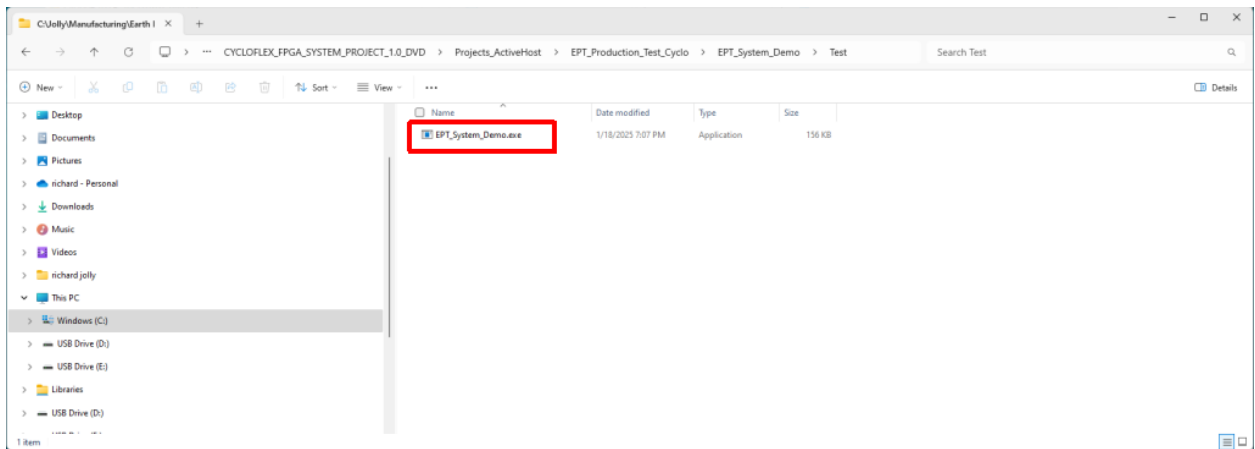 C:\Jolly\Manufacturing\Earth I
CYCLOFLEX_FPGA_SYSTEM_PROJECT_1.0_DVD > Projects_ActiveHost > EPT_Production_Test_Cyclo > EPT_System_Demo > Test
Search Test
New Sort View ... Details
Name Date modified Type Size
EPT_System_Demo.exe 1/18/2025 7:07 PM Application 156 KB
Desktop
Documents
Pictures
richard - Personal
Downloads
Music
Videos
richard jolly
This PC
Windows (C:)
USB Drive (D:)
USB Drive (E:)
Libraries
USB Drive (D:)
1 item